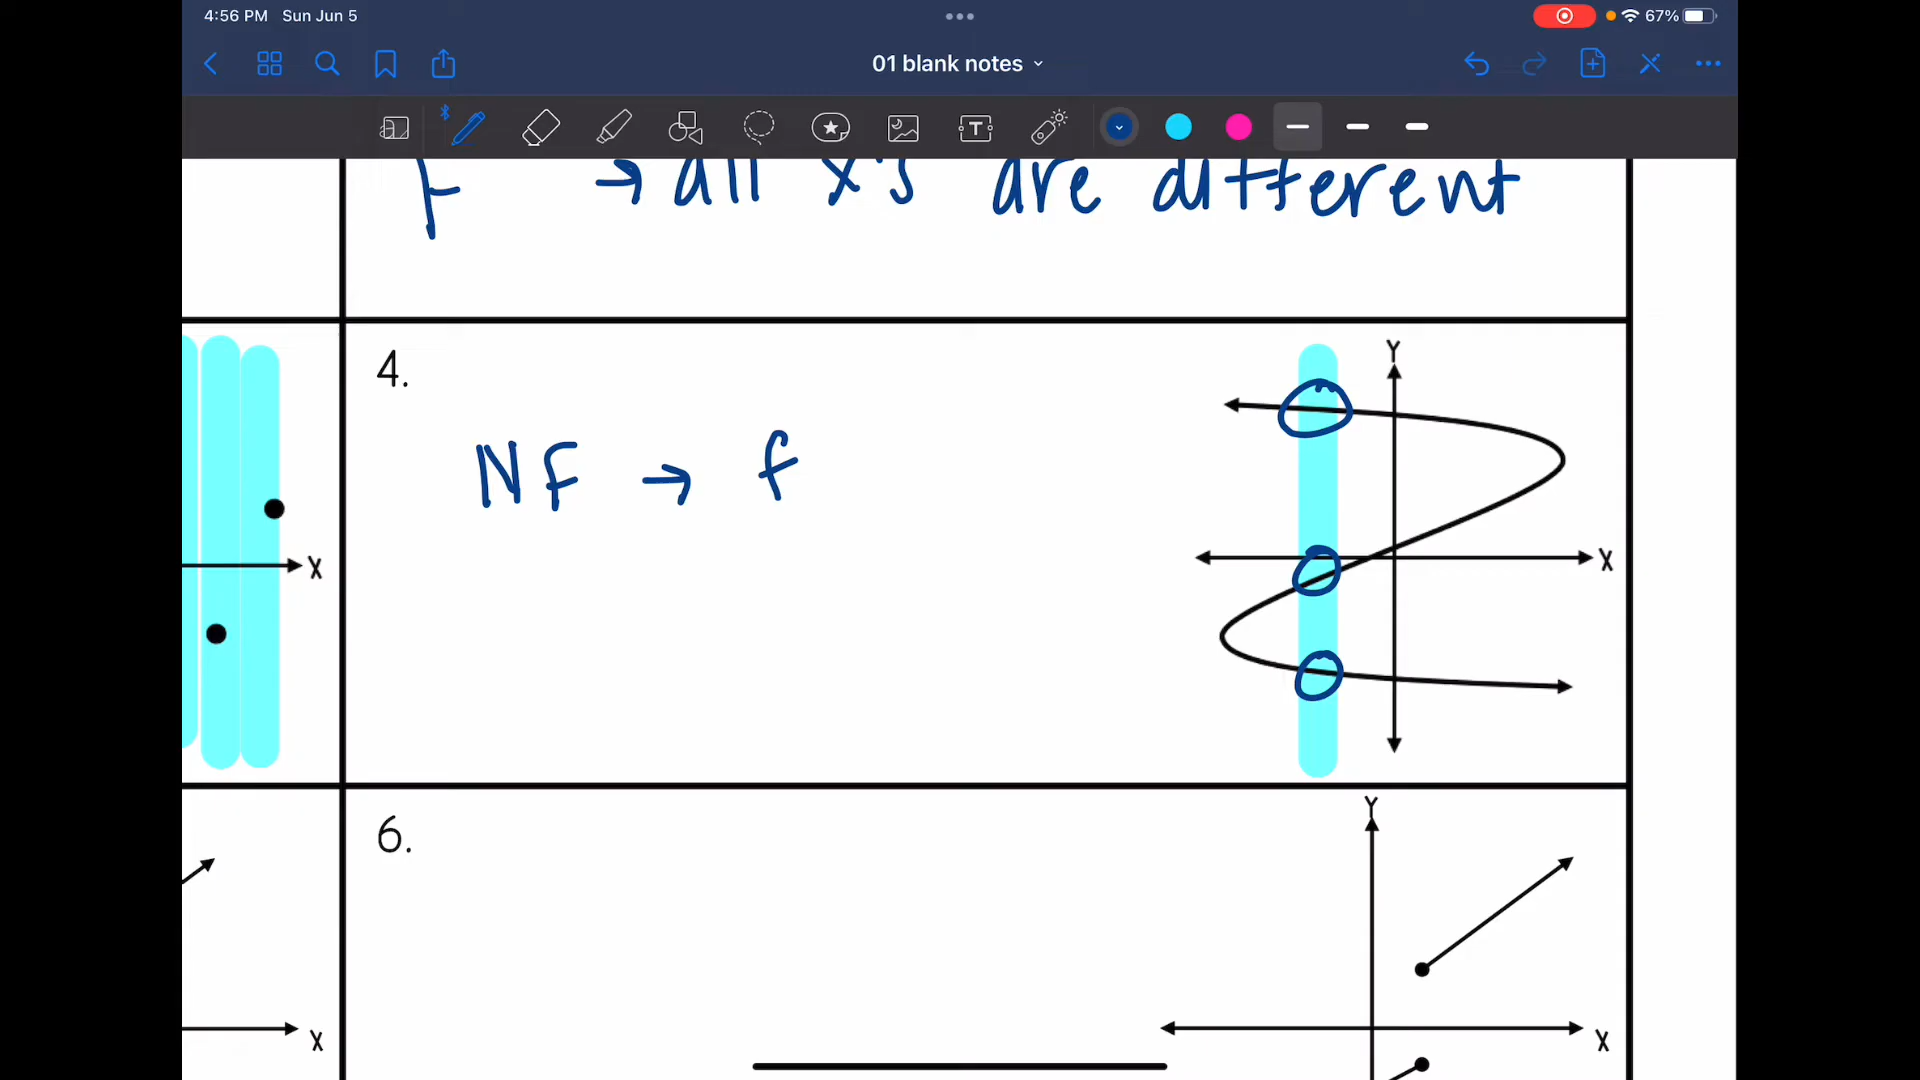 4:56 PM Sun Jun 5
67%
01 blank notes
T
F → all x's are different
4.
NF → f
Y
X
X
6.
Y
X
X